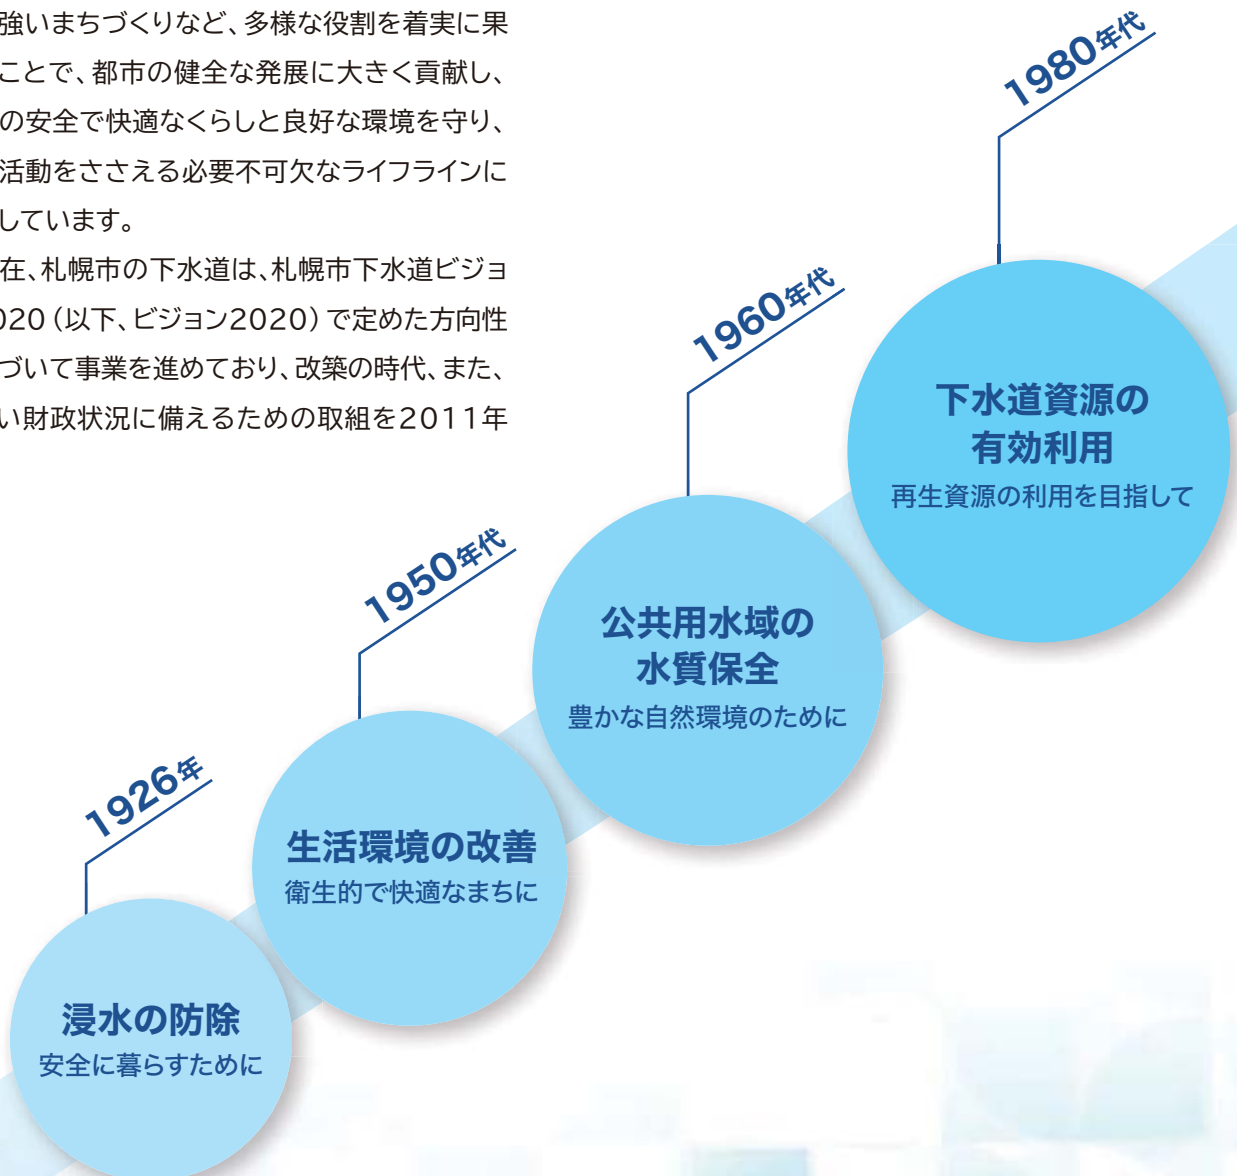 強いまちづくりなど、多様な役割を着実に果
ことで、都市の健全な発展に大きく貢献し、
の安全で快適なくらしと良好な環境を守り、
活動をささえる必要不可欠なライフラインに
しています。
在、札幌市の下水道は、札幌市下水道ビジョ
020（以下、ビジョン2020）で定めた方向性
づいて事業を進めており、改築の時代、また、
い財政状況に備えるための取組を2011年
1926年
浸水の防除
安全に暮らすために
1950年代
生活環境の改善
衛生的で快適なまちに
1960年代
公共用水域の
水質保全
豊かな自然環境のために
1980年代
下水道資源の
有効利用
再生資源の利用を目指して